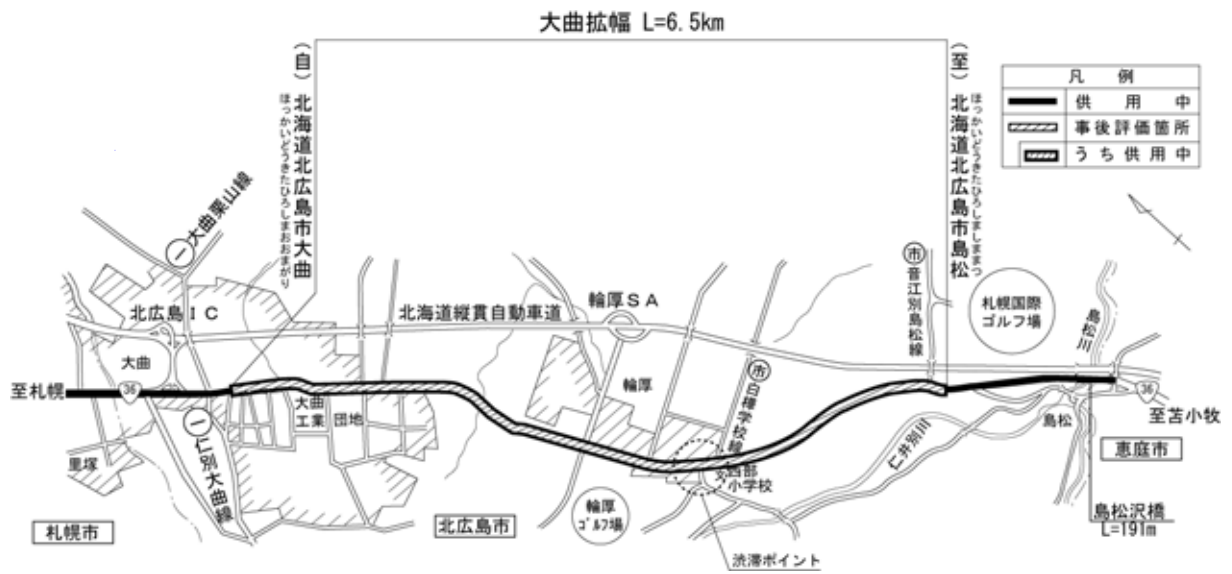 大曲拡幅 L=6.5km
(自)北海道北広島市大曲
ほっかいどうきたひろしまおおまがり
(至)北海道北広島市島松
ほっかいどうきたひろしましままつ
凡 例
供 用 中
事後評価箇所
うち供用中
一 大曲栗山線
北広島IC
北海道縦貫自動車道
輪厚SA
市 音江別島松線
札幌国際
ゴルフ場
島松川
大曲
至札幌
36
大曲
工業
団地
輪厚
市 白樺学校線
36
至苫小牧
島松
恵庭市
里塚
一 仁別大曲線
文 西部
小学校
仁井別川
札幌市
北広島市
輪厚
ゴルフ場
島松沢橋
L=191m
渋滞ポイント